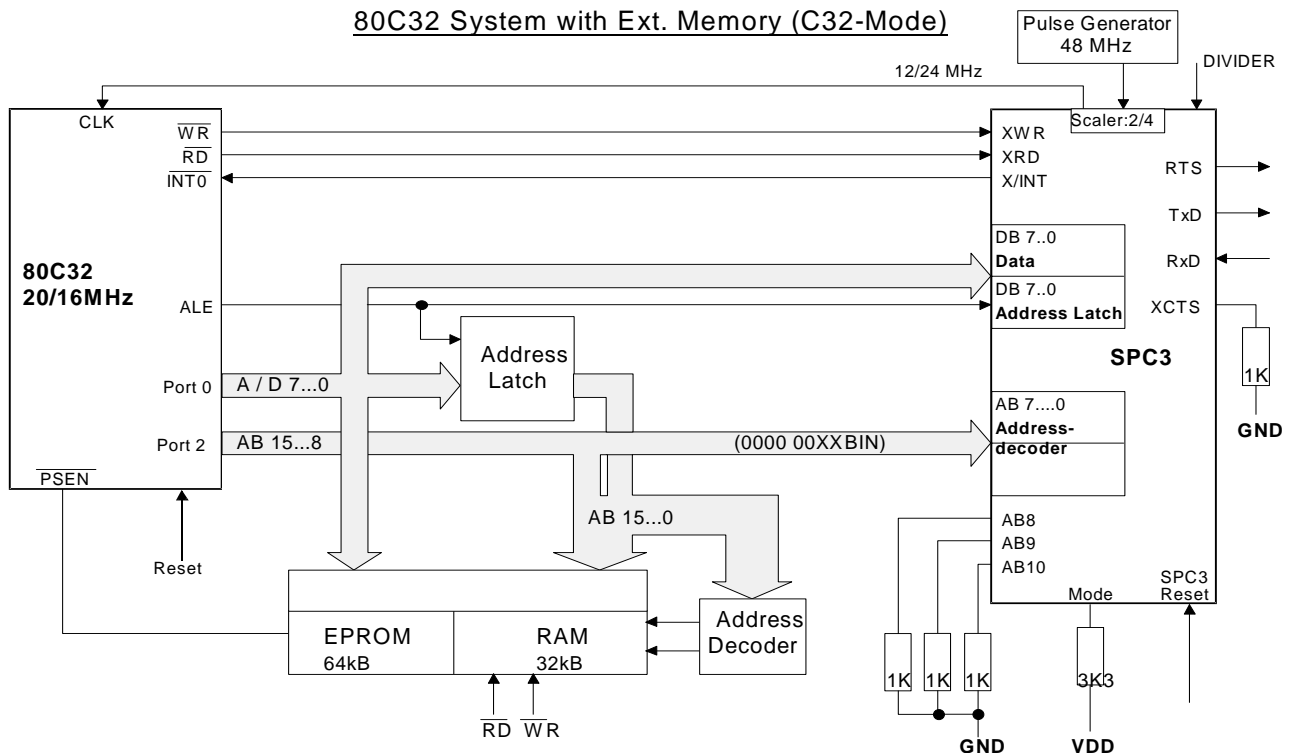 80C32 System with Ext. Memory (C32-Mode)
Pulse Generator
48 MHz
DIVIDER
12/24 MHz
CLK
Scaler:2/4
WR
RD
INT0
XWR
XRD
X/INT
RTS
TxD
RxD
XCTS
DB 7..0
Data
DB 7..0
Address Latch
80C32
20/16MHz
ALE
SPC3
Address
Latch
1K
GND
Port 0
A / D 7...0
Port 2
AB 15...8
(0000 00XXBIN)
AB 7....0
Address-
decoder
PSEN
AB 15...0
AB8
AB9
AB10
Reset
Mode
SPC3
Reset
EPROM
64kB
RAM
32kB
Address
Decoder
1K
1K
1K
3K3
RD
WR
GND
VDD